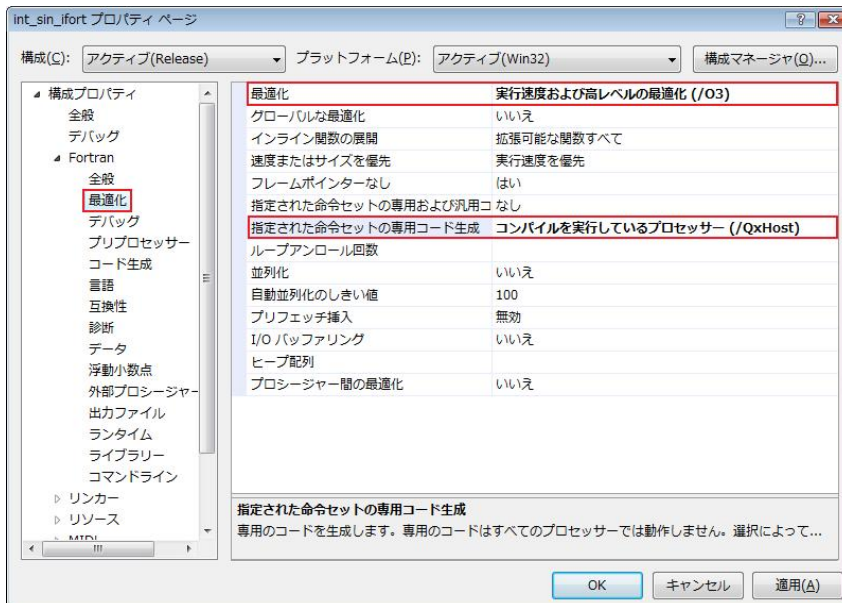 int_sin_ifort プロパティ ページ
構成(C): アクティブ(Release) プラットフォーム(P): アクティブ(Win32) 構成マネージャ(O)...
構成プロパティ
全般
デバッグ
Fortran
全般
最適化
デバッグ
プリプロセッサー
コード生成
言語
互換性
診断
データ
浮動小数点
外部プロシージャー
出力ファイル
ランタイム
ライブラリー
コマンドライン
リンカー
リソース
MIDL
最適化 実行速度および高レベルの最適化 (/O3)
グローバルな最適化 いいえ
インライン関数の展開 拡張可能な関数すべて
速度またはサイズを優先 実行速度を優先
フレームポインターなし はい
指定された命令セットの専用および汎用コ なし
指定された命令セットの専用コード生成 コンパイルを実行しているプロセッサー (/QxHost)
ループアンロール回数
並列化 いいえ
自動並列化のしきい値 100
プリフェッチ挿入 無効
I/O バッファリング いいえ
ヒープ配列
プロシージャー間の最適化 いいえ
指定された命令セットの専用コード生成
専用のコードを生成します。専用のコードはすべてのプロセッサーでは動作しません。選択によって...
OK キャンセル 適用(A)